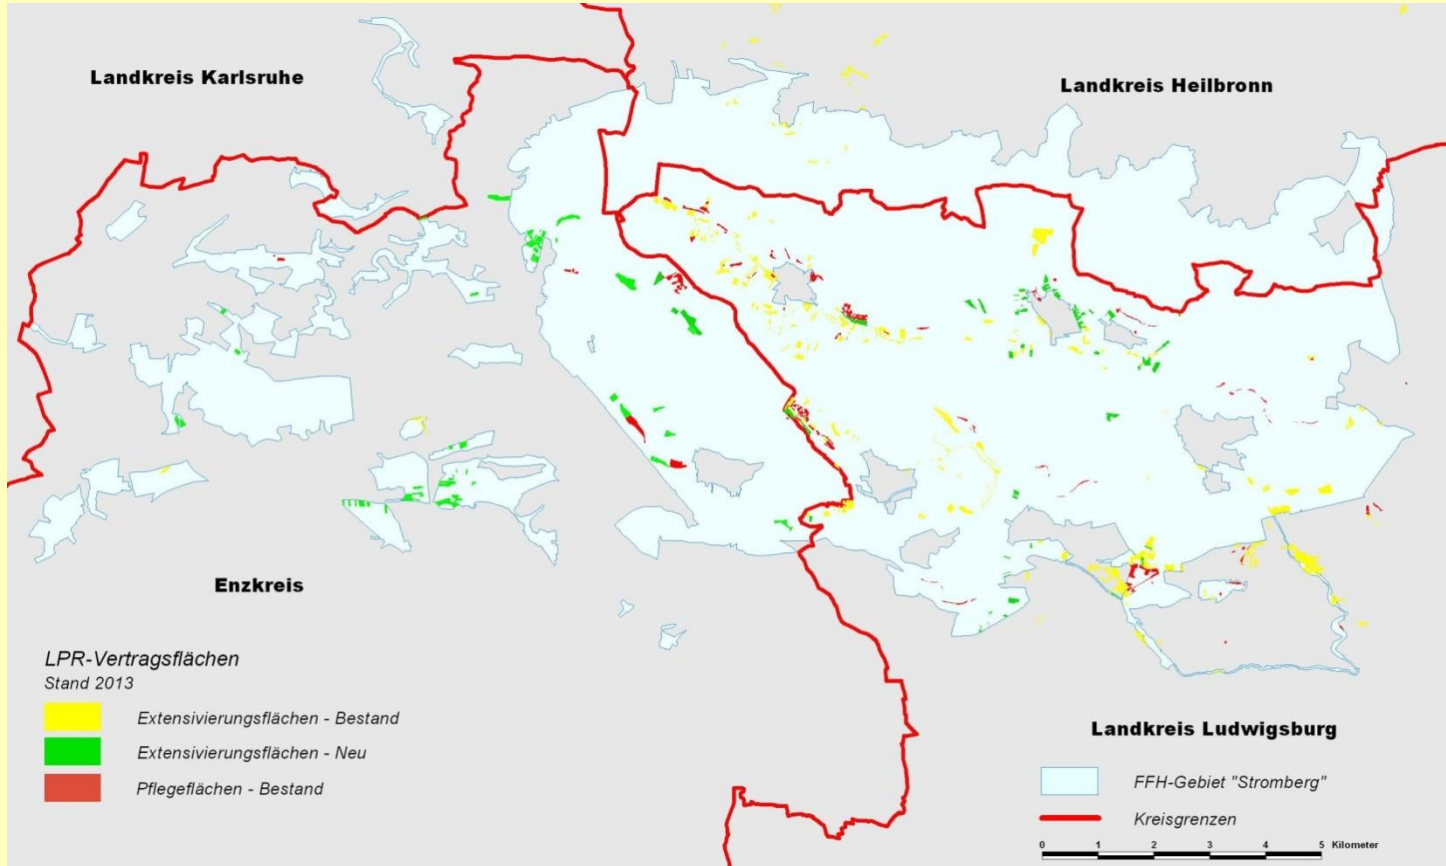 Landkreis Karlsruhe
Landkreis Heilbronn
Enzkreis
LPR-Vertragsflächen
Stand 2013
Extensivierungsflächen - Bestand
Extensivierungsflächen - Neu
Pflegeflächen - Bestand
Landkreis Ludwigsburg
FFH-Gebiet "Stromberg"
Kreisgrenzen
0 1 2 3 4 5 Kilometer